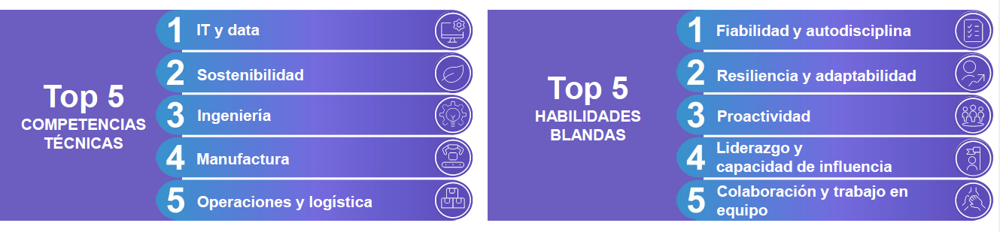 Top 5
COMPETENCIAS
TÉCNICAS
1 IT y data
2 Sostenibilidad
3 Ingeniería
4 Manufactura
5 Operaciones y logística
Top 5
HABILIDADES
BLANDAS
1 Fiabilidad y autodisciplina
2 Resiliencia y adaptabilidad
3 Proactividad
4 Liderazgo y
capacidad de influencia
5 Colaboración y trabajo en
equipo